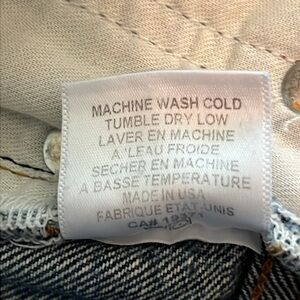 MACHINE WASH COLD
TUMBLE DRY LOW
LAVER EN MACHINE
A' L'EAU FROIDE
SECHER EN MACHINE
A BASSE TEMPERATURE
MADE IN USA
FABRIQUE ETAT-UNIS
CA#